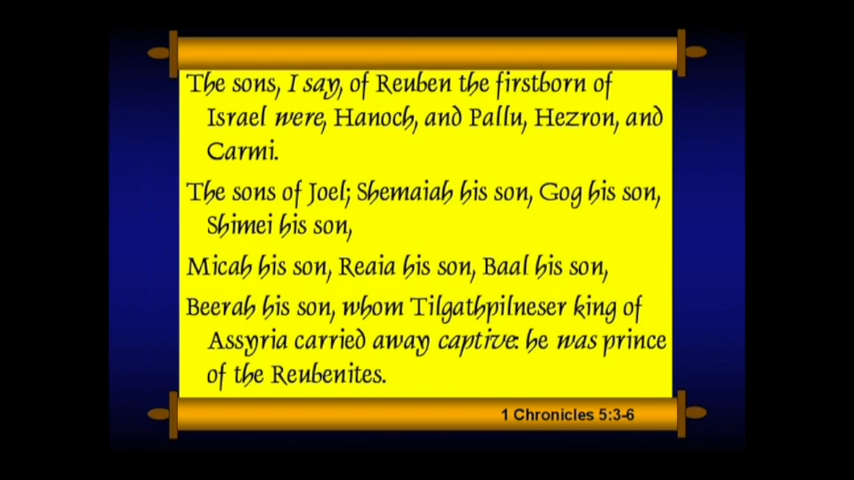 The sons, I say, of Reuben the firstborn of
Israel were, Hanoch, and Pallu, Hezron, and
Carmi.
The sons of Joel; Shemaiah his son, Gog his son,
Shimei his son,
Micah his son, Reaia his son, Baal his son,
Beerah his son, whom Tilgathpilneser king of
Assyria carried away captive: he was prince
of the Reubenites.
1 Chronicles 5:3-6